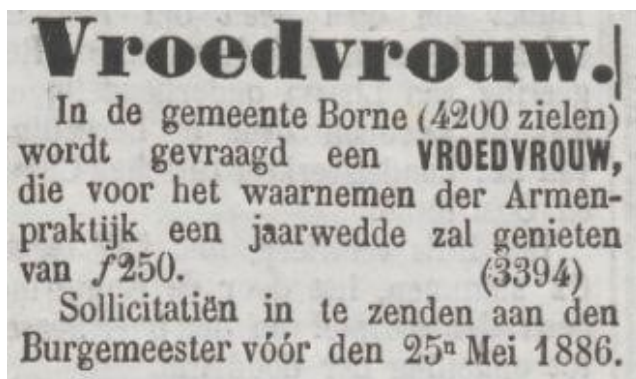 Vroedvrouw.
In de gemeente Borne (4200 zielen)
wordt gevraagd een VROEDVROUW,
die voor het waarnemen der Armen-
praktijk een jaarwedde zal genieten
van ƒ250. (3394)
Sollicitatiën in te zenden aan den
Burgemeester vóór den 25ⁿ Mei 1886.